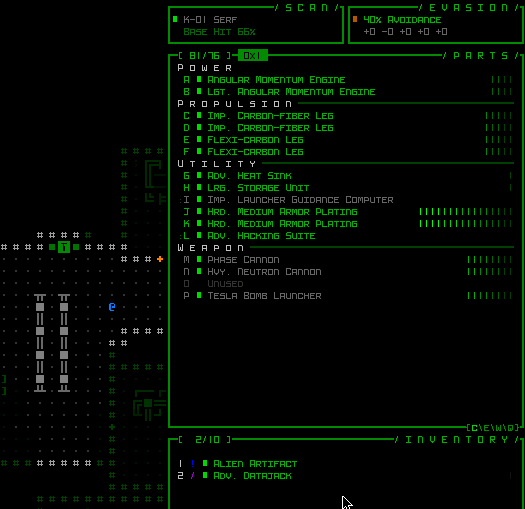 / S C A N /
K-01 Serf
Base Hit 66%
/ E V A S I O N /
40% Avoidance
+0 -0 +0 +0 +0
[ 81/76 ] 0x1 / P A R T S /
Power
A Angular Momentum Engine
B Lgt. Angular Momentum Engine
Propulsion
C Imp. Carbon-fiber Leg
D Imp. Carbon-fiber Leg
E Flexi-carbon Leg
F Flexi-carbon Leg
Utility
G Adv. Heat Sink
H Lrg. Storage Unit
I Imp. Launcher Guidance Computer
J Hrd. Medium Armor Plating
K Hrd. Medium Armor Plating
L Adv. Hacking Suite
Weapon
M Phase Cannon
N Hvy. Neutron Cannon
O Unused
P Tesla Bomb Launcher
[C\E\W\Q]
[ 2/10 ] / I N V E N T O R Y /
1 Alien Artifact
2 Adv. Datajack